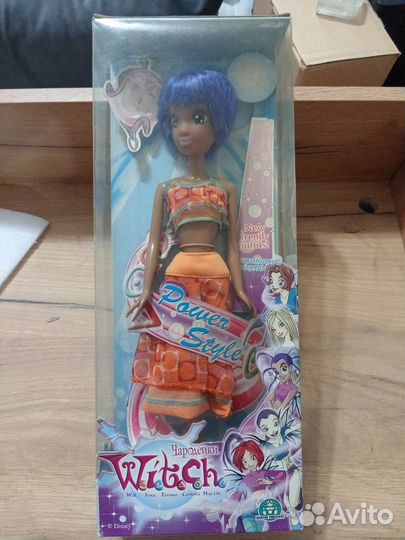 New
trendy
outfits!
Power
Style
Чародейки
W.i.t.c.h.
Will Irma Taranee Cornelia Hay Lin
© Disney
Avito